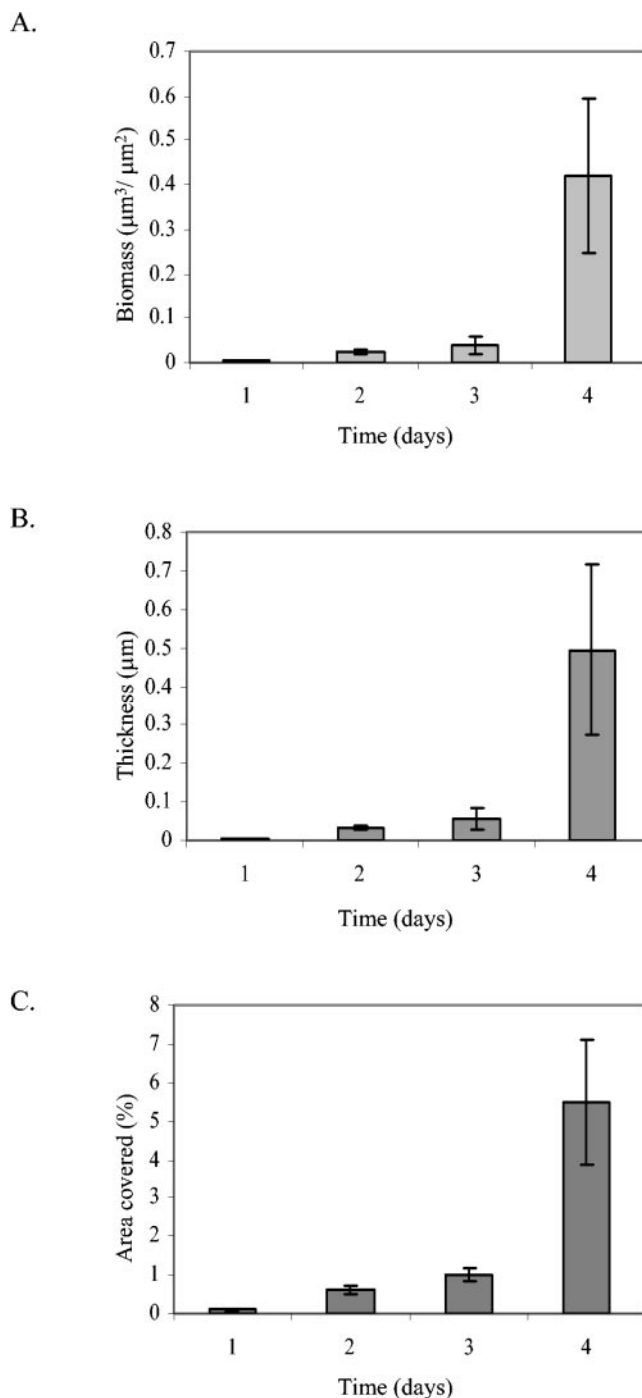 A.
0.7
0.6
0.5
0.4
0.3
0.2
0.1
0
Biomass (µm³/ µm²)
1 2 3 4
Time (days)
B.
0.8
0.7
0.6
0.5
0.4
0.3
0.2
0.1
0
Thickness (µm)
1 2 3 4
Time (days)
C.
8
7
6
5
4
3
2
1
0
Area covered (%)
1 2 3 4
Time (days)